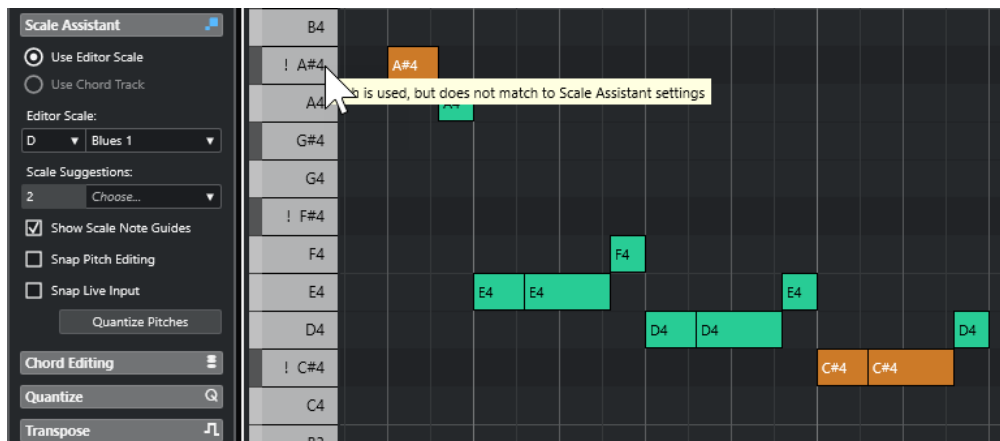 Scale Assistant
Use Editor Scale
Use Chord Track
Editor Scale:
D Blues 1
Scale Suggestions:
2 Choose...
Show Scale Note Guides
Snap Pitch Editing
Snap Live Input
Quantize Pitches
Chord Editing
Quantize Q
Transpose
B4
! A#4 A#4
is used, but does not match to Scale Assistant settings
A4 A4
G#4
G4
! F#4
F4 F4
E4 E4 E4 E4
D4 D4 D4 D4
! C#4 C#4 C#4
C4